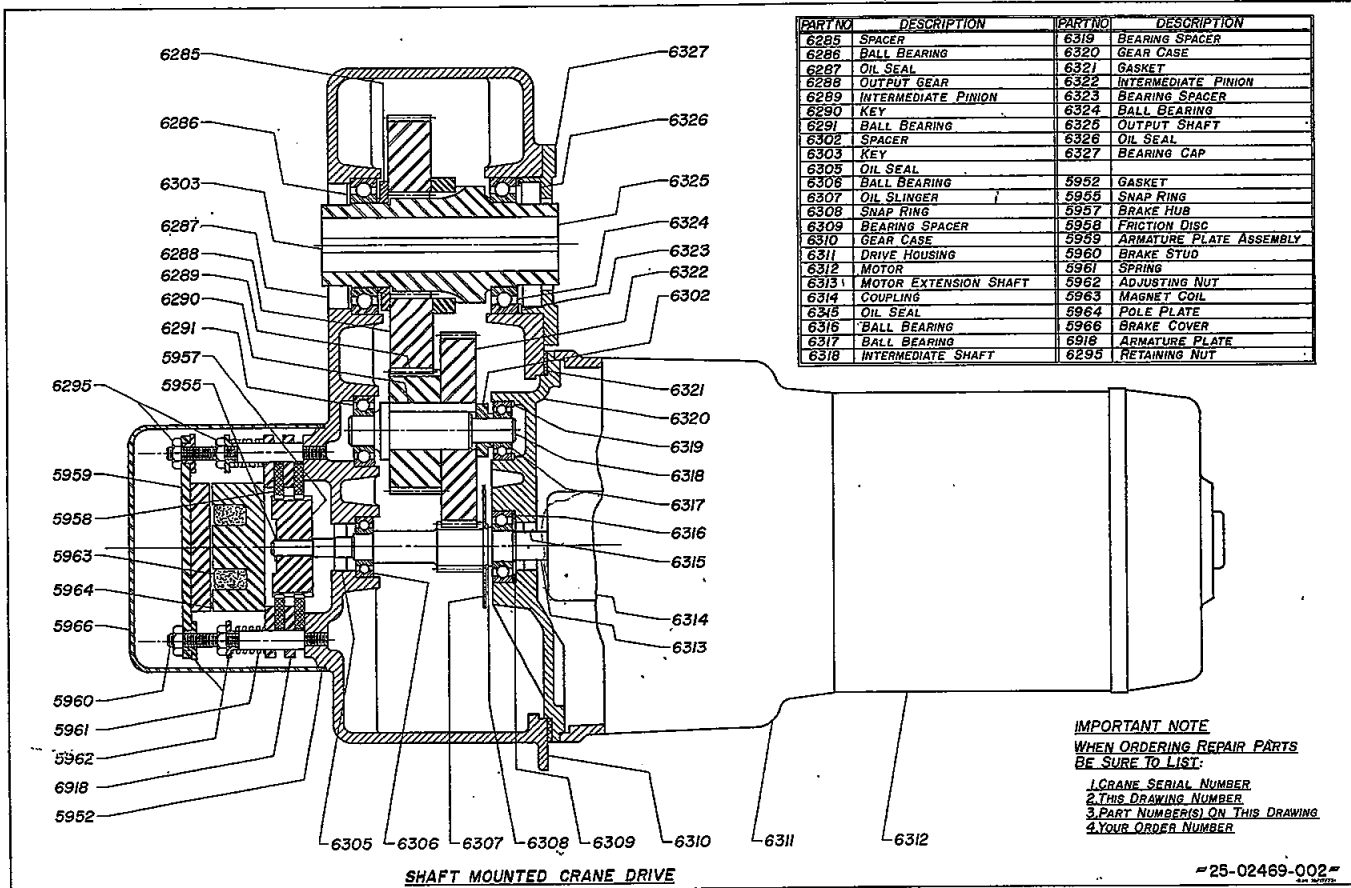 PART NO DESCRIPTION PART NO DESCRIPTION
6285 SPACER 6319 BEARING SPACER
6286 BALL BEARING 6320 GEAR CASE
6287 OIL SEAL 6321 GASKET
6288 OUTPUT GEAR 6322 INTERMEDIATE PINION
6289 INTERMEDIATE PINION 6323 BEARING SPACER
6290 KEY 6324 BALL BEARING
6291 BALL BEARING 6325 OUTPUT SHAFT
6302 SPACER 6326 OIL SEAL
6303 KEY 6327 BEARING CAP
6305 OIL SEAL
6306 BALL BEARING 5952 GASKET
6307 OIL SLINGER 5955 SNAP RING
6308 SNAP RING 5957 BRAKE HUB
6309 BEARING SPACER 5958 FRICTION DISC
6310 GEAR CASE 5959 ARMATURE PLATE ASSEMBLY
6311 DRIVE HOUSING 5960 BRAKE STUD
6312 MOTOR 5961 SPRING
6313 MOTOR EXTENSION SHAFT 5962 ADJUSTING NUT
6314 COUPLING 5963 MAGNET COIL
6315 OIL SEAL 5964 POLE PLATE
6316 BALL BEARING 5966 BRAKE COVER
6317 BALL BEARING 6918 ARMATURE PLATE
6318 INTERMEDIATE SHAFT 6295 RETAINING NUT
6285
6286
6303
6287
6288
6289
6290
6291
5957
5955
6295
5959
5958
5963
5964
5966
5960
5961
5962
6918
5952
6327
6326
6325
6324
6323
6322
6302
6321
6320
6319
6318
6317
6316
6315
6314
6313
6305
6306
6307
6308
6309
6310
6311
6312
IMPORTANT NOTE
WHEN ORDERING REPAIR PARTS
BE SURE TO LIST:
1. CRANE SERIAL NUMBER
2. THIS DRAWING NUMBER
3. PART NUMBER(S) ON THIS DRAWING
4. YOUR ORDER NUMBER
SHAFT MOUNTED CRANE DRIVE
25-02469-002